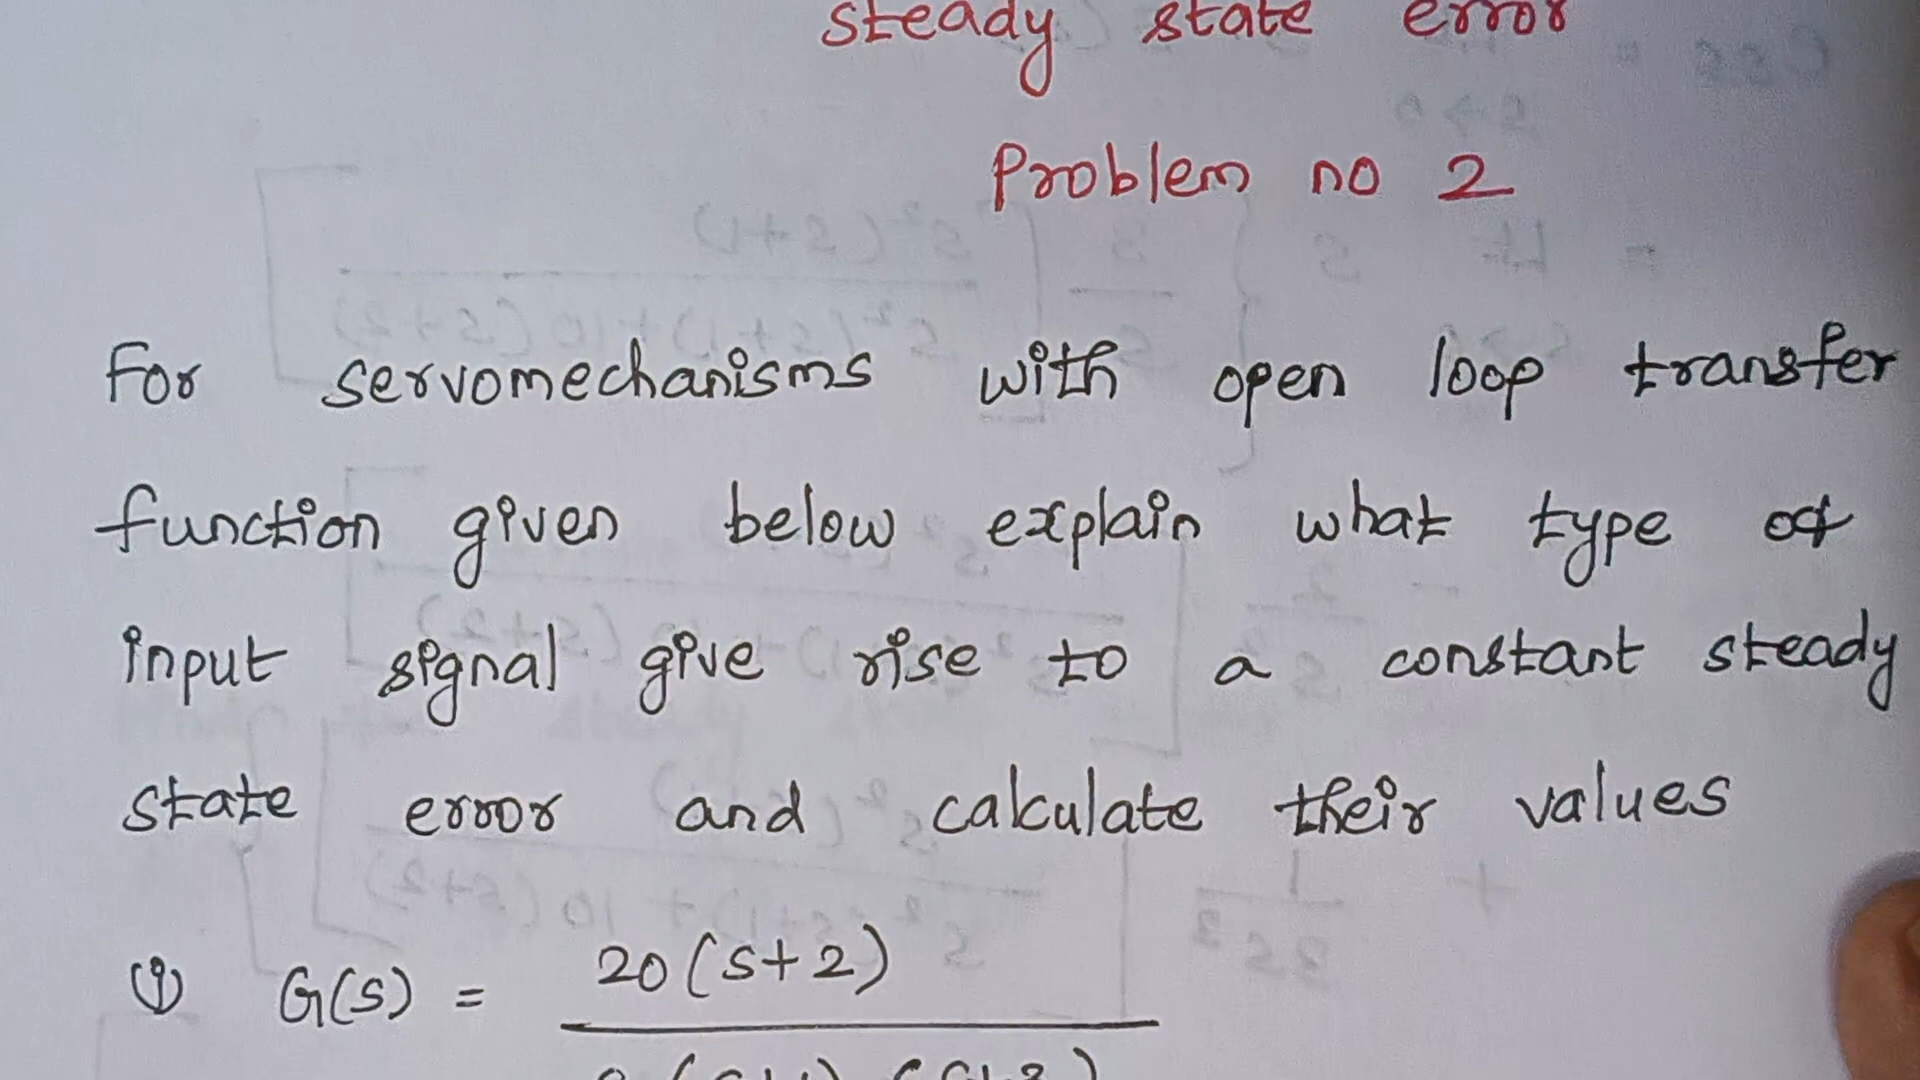 steady state error
Problem no 2
For servomechanisms with open loop transfer
function given below explain what type of
input signal give rise to a constant steady
state error and calculate their values
(i) G(s) = 20(s+2)